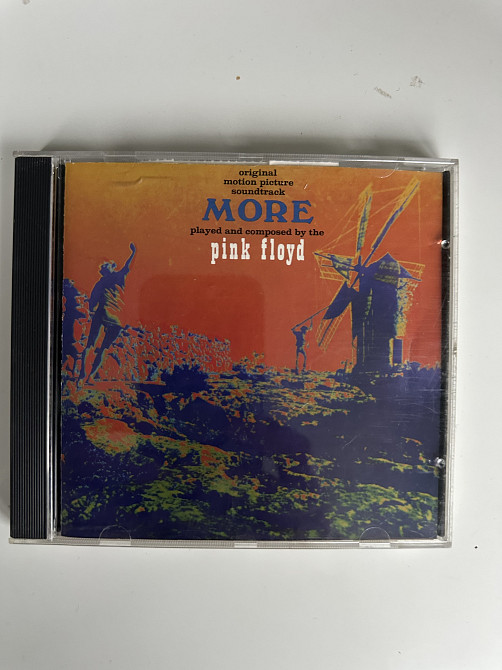 original
motion picture
soundtrack
MORE
played and composed by the
pink floyd